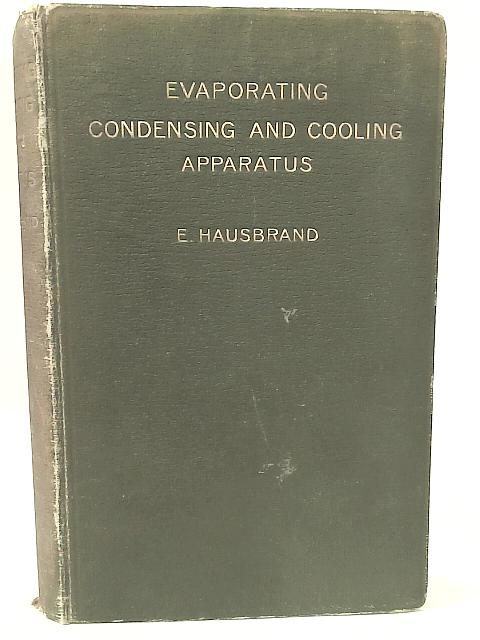 EVAPORATING
CONDENSING AND COOLING
APPARATUS
E. HAUSBRAND